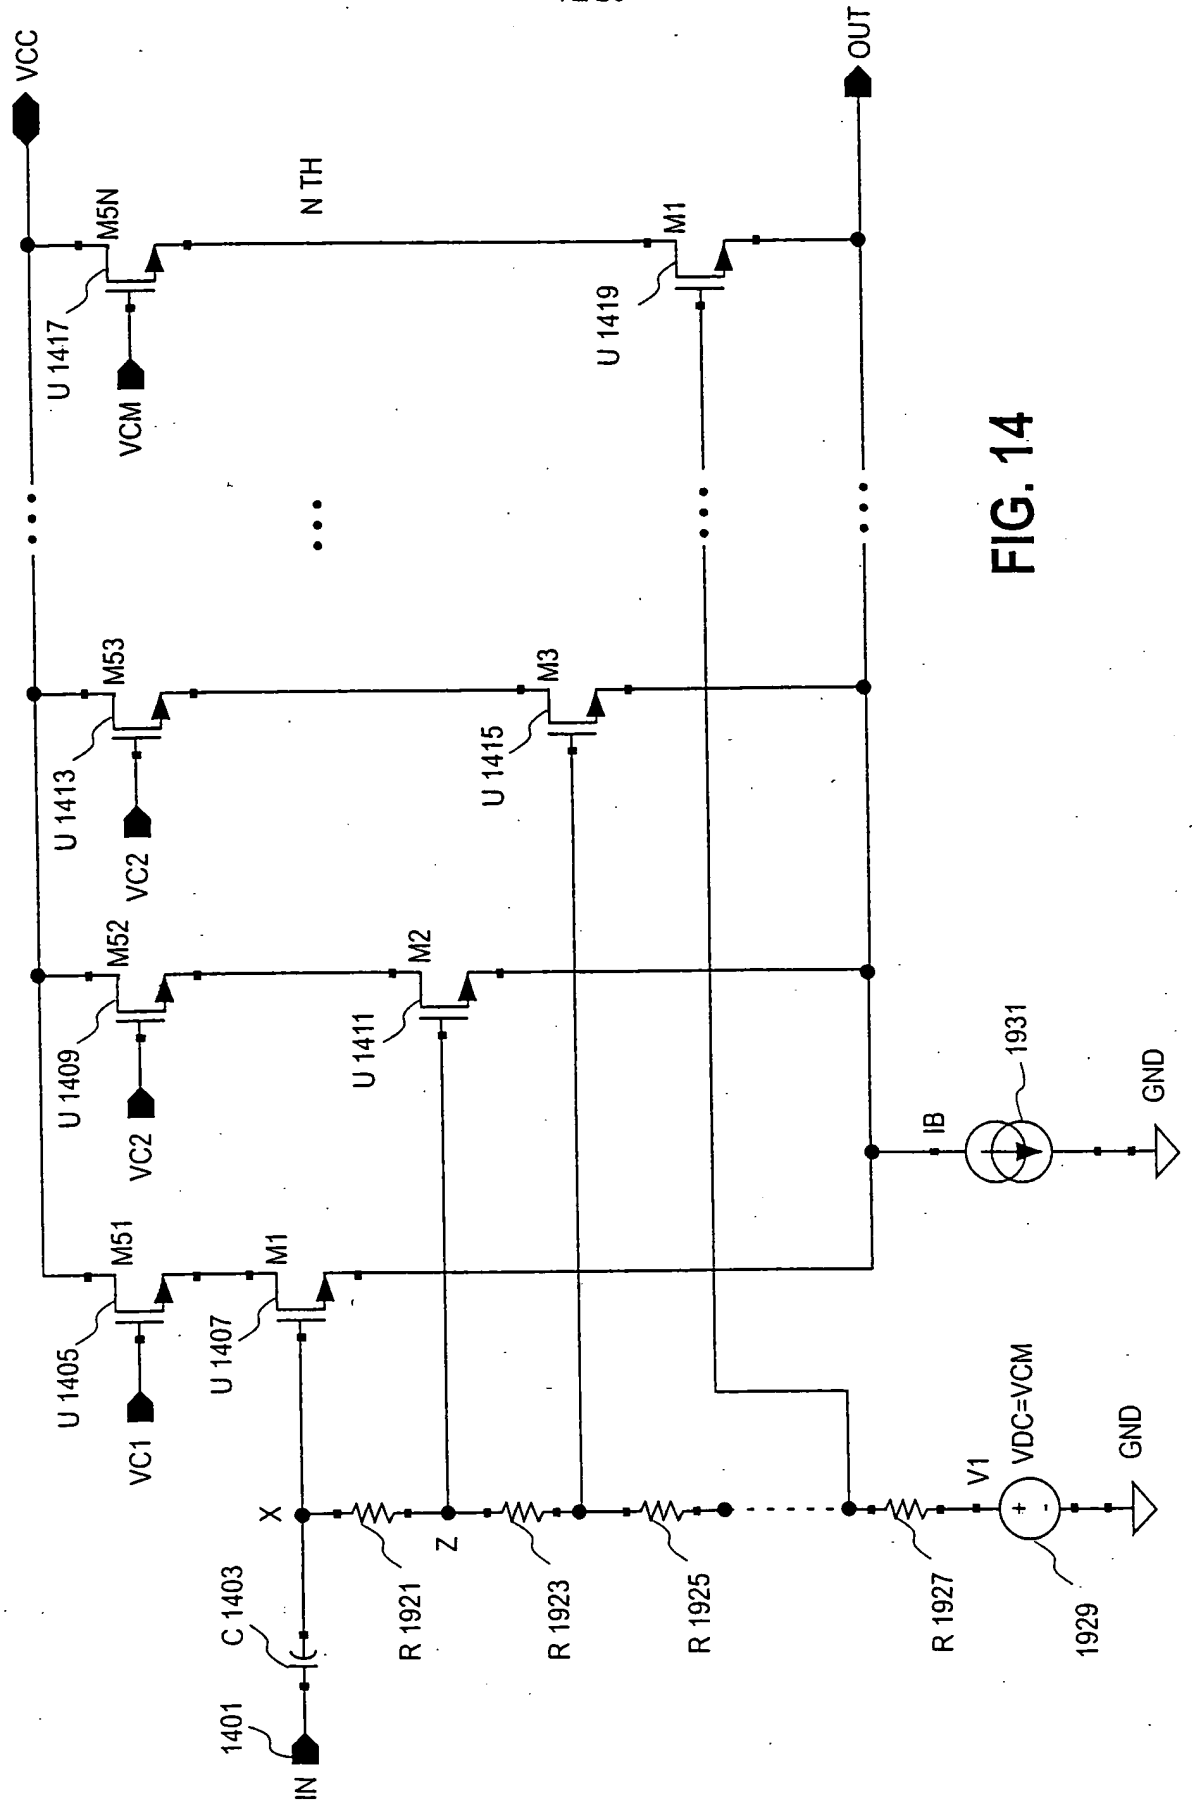 VCC
M5N
U 1417
VCM
N TH
M1
U 1419
OUT
M53
U 1413
VC2
M3
U 1415
M52
U 1409
VC2
M2
U 1411
M51
U 1405
VC1
M1
U 1407
X
C 1403
1401
IN
R 1921
Z
R 1923
R 1925
R 1927
V1
VDC=VCM
+
-
1929
GND
IB
1931
GND
FIG. 14